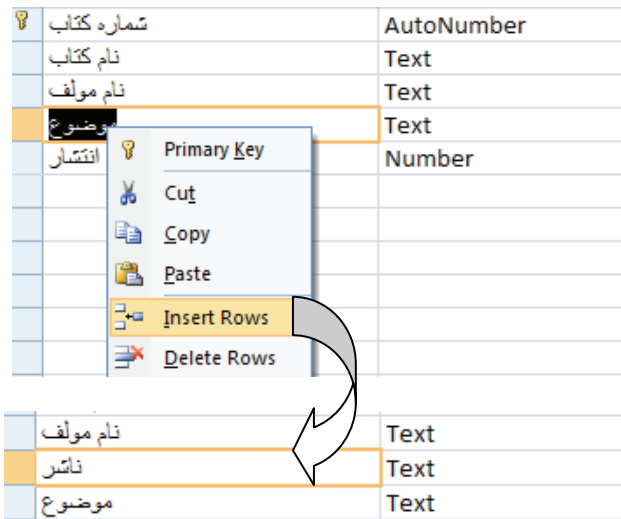 شماره کتاب AutoNumber
نام کتاب Text
نام مولف Text
موضوع Text
انتشار Number
Primary Key
Cut
Copy
Paste
Insert Rows
Delete Rows
نام مولف Text
ناشر Text
موضوع Text